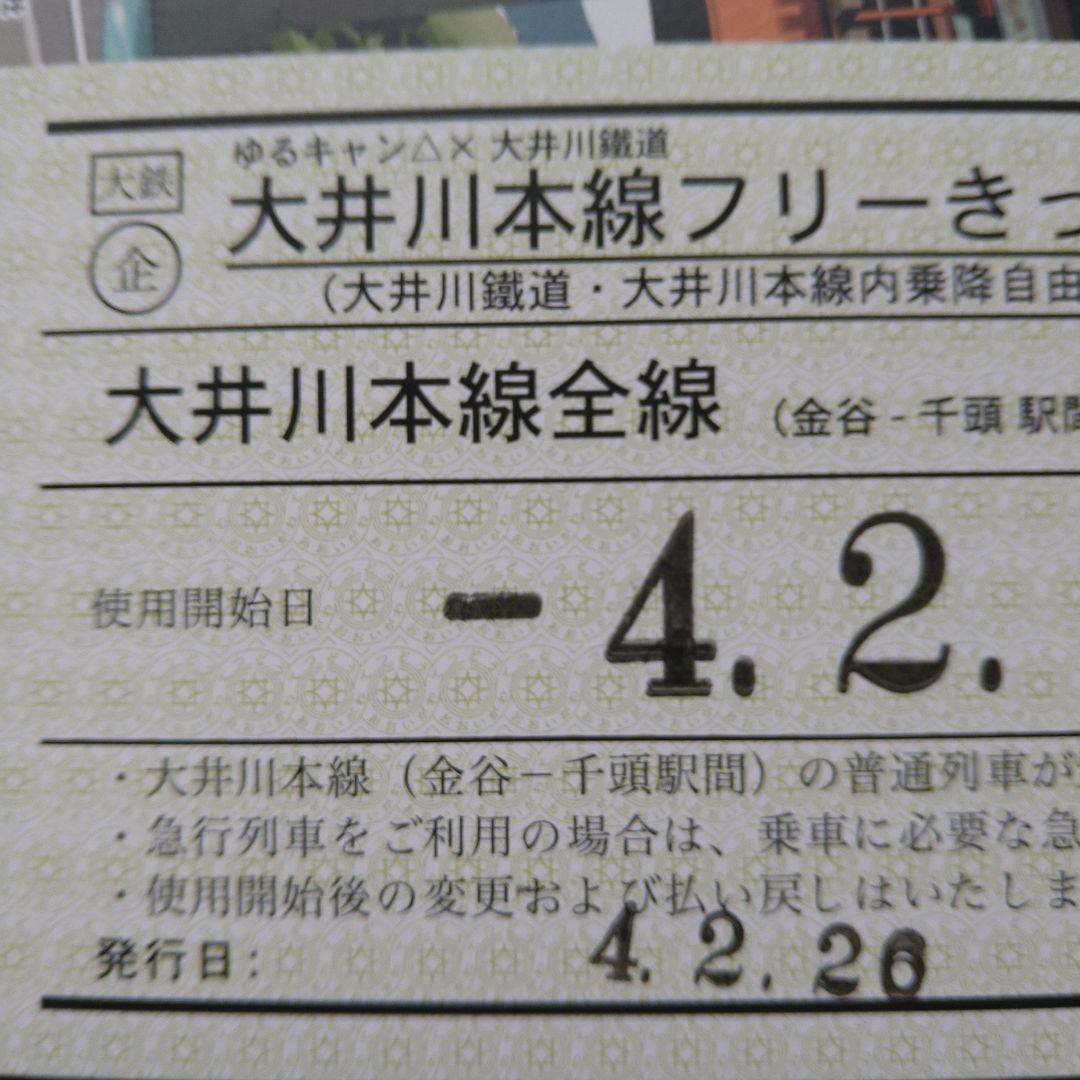 ゆるキャン△× 大井川鐵道
大鉄
大井川本線フリーきっ
企
(大井川鐵道・大井川本線内乗降自由
大井川本線全線 (金谷-千頭 駅間
使用開始日 -4.2.
・大井川本線（金谷－千頭駅間）の普通列車が
・急行列車をご利用の場合は、乗車に必要な急
・使用開始後の変更および払い戻しはいたしま
発行日: 4.2.26